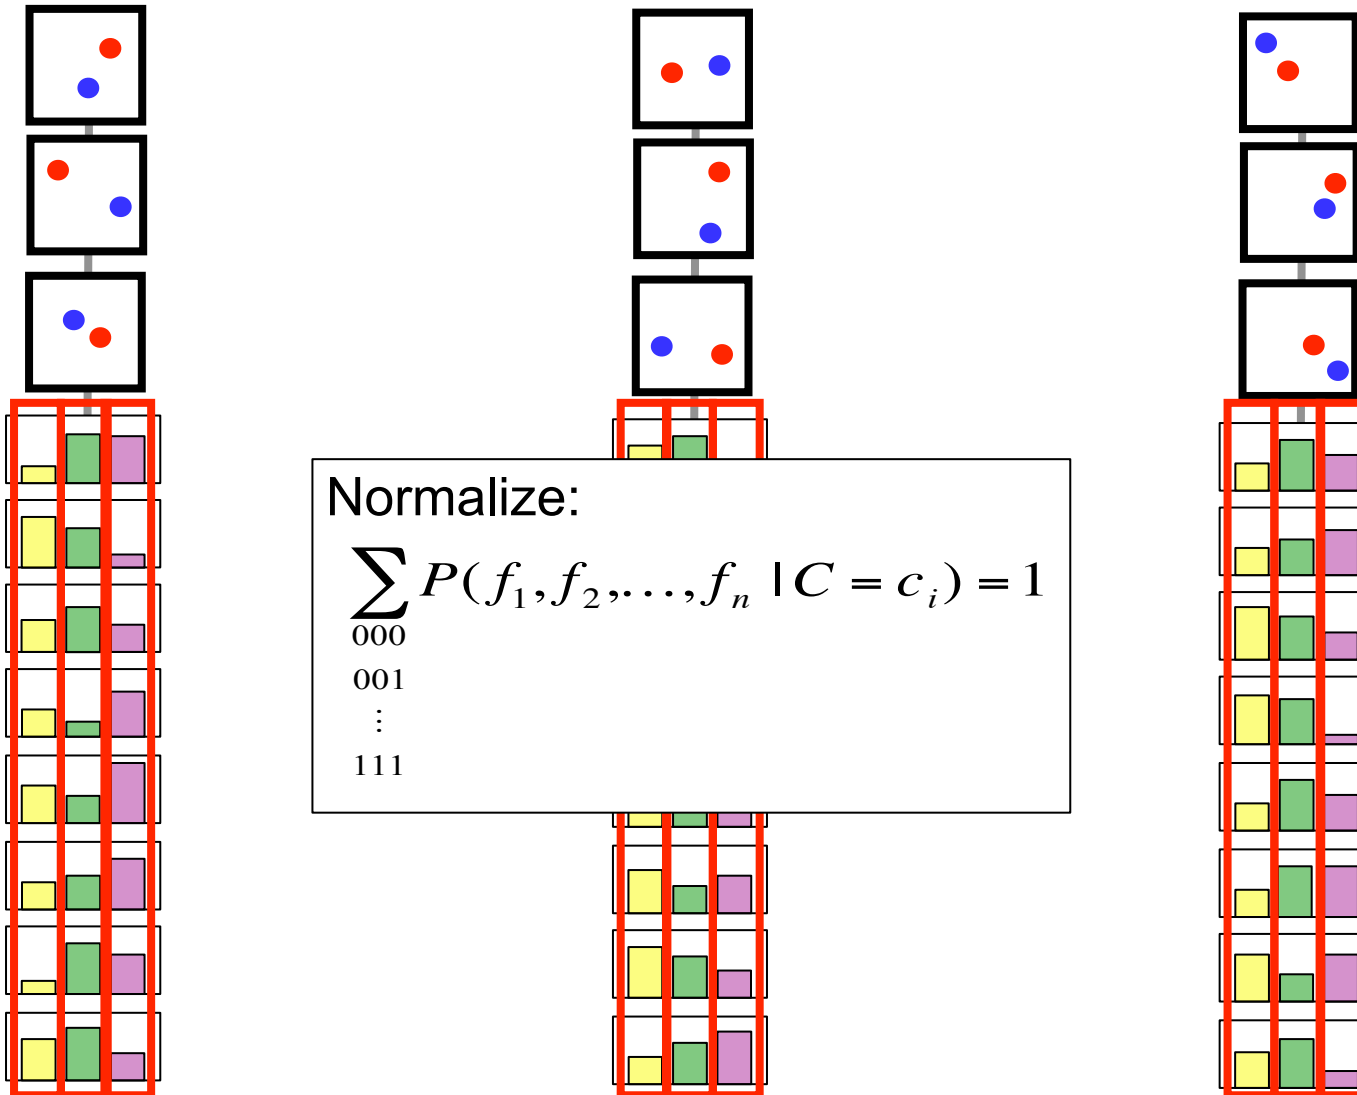 Normalize:
∑ P(f₁, f₂,..., fₙ | C = cᵢ) = 1
000
001
⋮
111